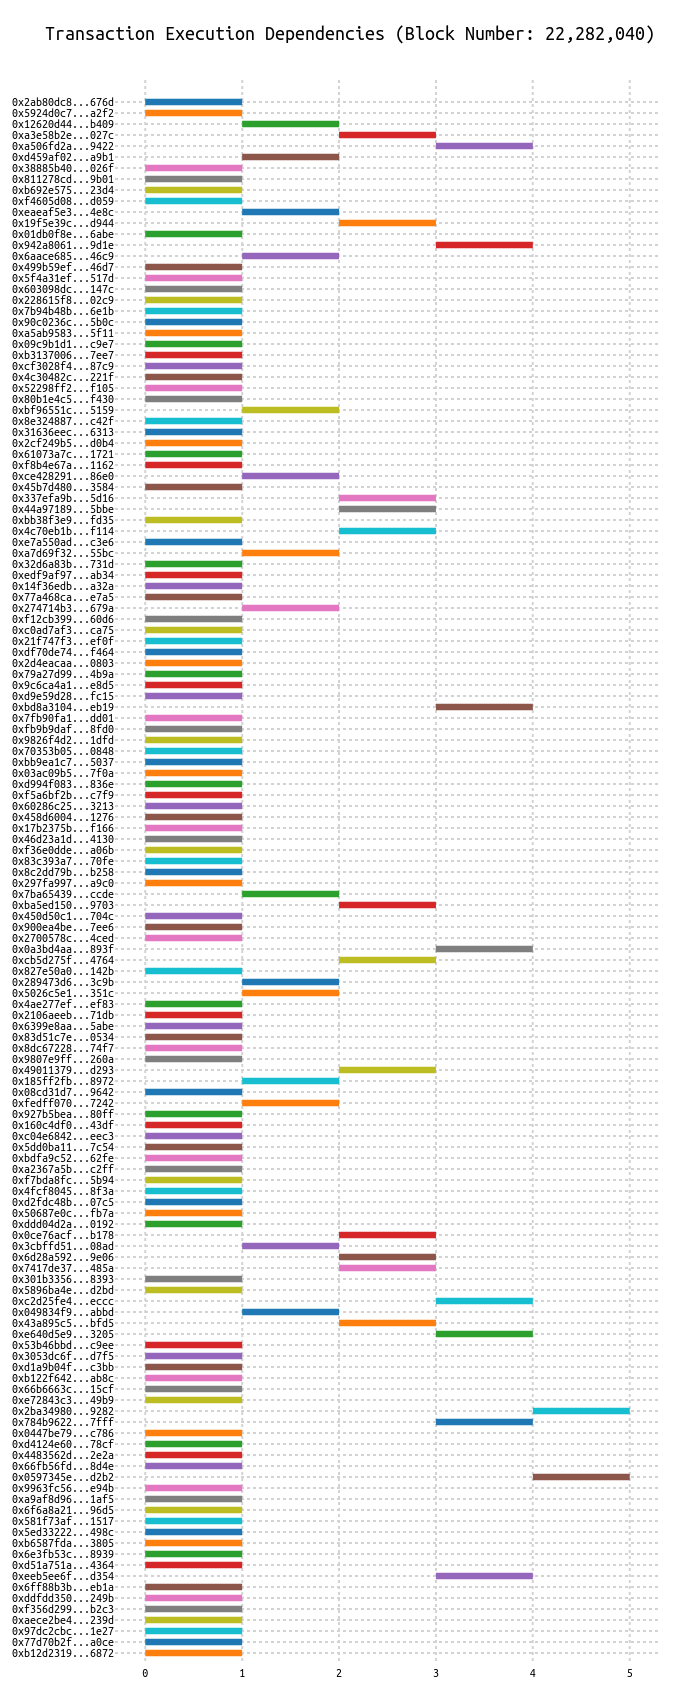 Transaction Execution Dependencies (Block Number: 22,282,040)
0x2ab80dc8...676d
0x5924d0c7...a2f2
0x12620d44...b409
0xa3e58b2e...027c
0xa506fd2a...9422
0xd459af02...a9b1
0x38885b40...026f
0x811278cd...9b01
0xb692e575...23d4
0xf4605d08...d059
0xeaeaf5e3...4e8c
0x19f5e39c...d944
0x01db0f8e...6abe
0x942a8061...9d1e
0x6aace685...46c9
0x499b59ef...46d7
0x5f4a31ef...517d
0x603098dc...147c
0x228615f8...02c9
0x7b94b48b...6e1b
0x90c0236c...5b0c
0xa5ab9583...5f11
0x09c9b1d1...c9e7
0xb3137006...7ee7
0xcf3028f4...87c9
0x4c30482c...221f
0x52298ff2...f105
0x80b1e4c5...f430
0xbf96551c...5159
0x8e324887...c42f
0x31636eec...6313
0x2cf249b5...d0b4
0x61073a7c...1721
0xf8b4e67a...1162
0xce428291...86e0
0x45b7d480...3584
0x337efa9b...5d16
0x44a97189...5bbe
0xbb38f3e9...fd35
0x4c70eb1b...f114
0xe7a550ad...c3e6
0xa7d69f32...55bc
0x32d6a83b...731d
0xedf9af97...ab34
0x14f36edb...a32a
0x77a468ca...e7a5
0x274714b3...679a
0xf12cb399...60d6
0xc0ad7af3...ca75
0x21f747f3...ef0f
0xdf70de74...f464
0x2d4eacaa...0803
0x79a27d99...4b9a
0x9c6ca4a1...e8d5
0xd9e59d28...fc15
0xbd8a3104...eb19
0x7fb90fa1...dd01
0xfb9b9daf...8fd0
0x9826f4d2...1dfd
0x70353b05...0848
0xbb9ea1c7...5037
0x03ac09b5...7f0a
0xd994f083...836e
0xf5a6bf2b...c7f9
0x60286c25...3213
0x458d6004...1276
0x17b2375b...f166
0x46d23a1d...4130
0xf36e0dde...a06b
0x83c393a7...70fe
0x8c2dd79b...b258
0x297fa997...a9c0
0x7ba65439...ccde
0xba5ed150...9703
0x450d50c1...704c
0x900ea4be...7ee6
0x2700578c...4ced
0x0a3bd4aa...893f
0xcb5d275f...4764
0x827e50a0...142b
0x289473d6...3c9b
0x5026c5e1...351c
0x4ae277ef...ef83
0x2106aeeb...71db
0x6399e8aa...5abe
0x83d51c7e...0534
0x8dc67228...74f7
0x9807e9ff...260a
0x49011379...d293
0x185ff2fb...8972
0x08cd31d7...9642
0xfedff070...7242
0x927b5bea...80ff
0x160c4df0...43df
0xc04e6842...eec3
0x5dd0ba11...7c54
0xbdfa9c52...62fe
0xa2367a5b...c2ff
0xf7bda8fc...5b94
0x4fcf8045...8f3a
0xd2fdc48b...07c5
0x50687e0c...fb7a
0xddd04d2a...0192
0x0ce76acf...b178
0x3cbffd51...08ad
0x6d28a592...9e06
0x7417de37...485a
0x301b3356...8393
0x5896ba4e...d2bd
0xc2d25fe4...eccc
0x049834f9...abbd
0x43a895c5...bfd5
0xe640d5e9...3205
0x53b46bbd...c9ee
0x3053dc6f...d7f5
0xd1a9b04f...c3bb
0xb122f642...ab8c
0x66b6663c...15cf
0xe72843c3...49b9
0x2ba34980...9282
0x784b9622...7fff
0x0447be79...c786
0xd4124e60...78cf
0x4483562d...2e2a
0x66fb56fd...8d4e
0x0597345e...d2b2
0x9963fc56...e94b
0xa9af8d96...1af5
0x6f6a8a21...96d5
0x581f73af...1517
0x5ed33222...498c
0xb6587fda...3805
0x6e3fb53c...8939
0xd51a751a...4364
0xeeb5ee6f...d354
0x6ff88b3b...eb1a
0xddfdd350...249b
0xf356d299...b2c3
0xaece2be4...239d
0x97dc2cbc...1e27
0x77d70b2f...a0ce
0xb12d2319...6872
0 1 2 3 4 5